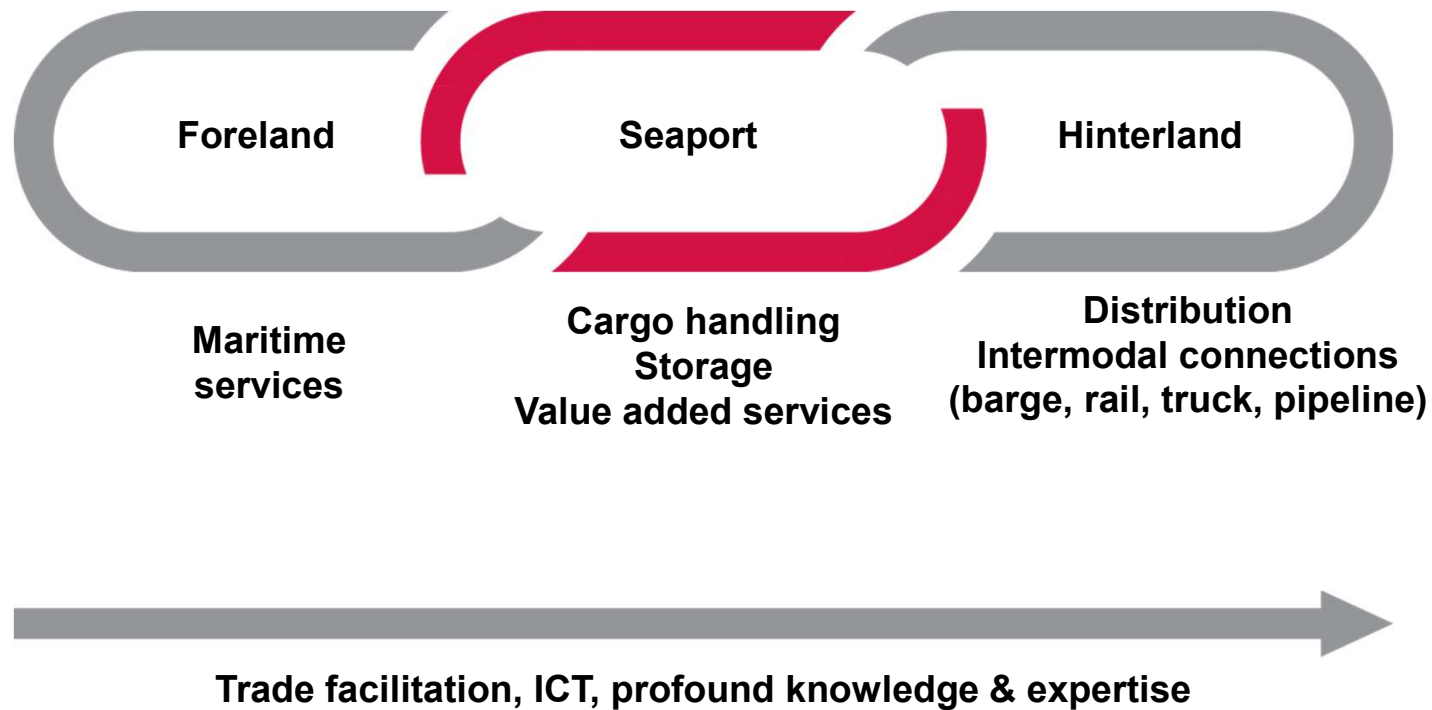 Foreland
Seaport
Hinterland
Maritime
services
Cargo handling
Storage
Value added services
Distribution
Intermodal connections
(barge, rail, truck, pipeline)
Trade facilitation, ICT, profound knowledge & expertise